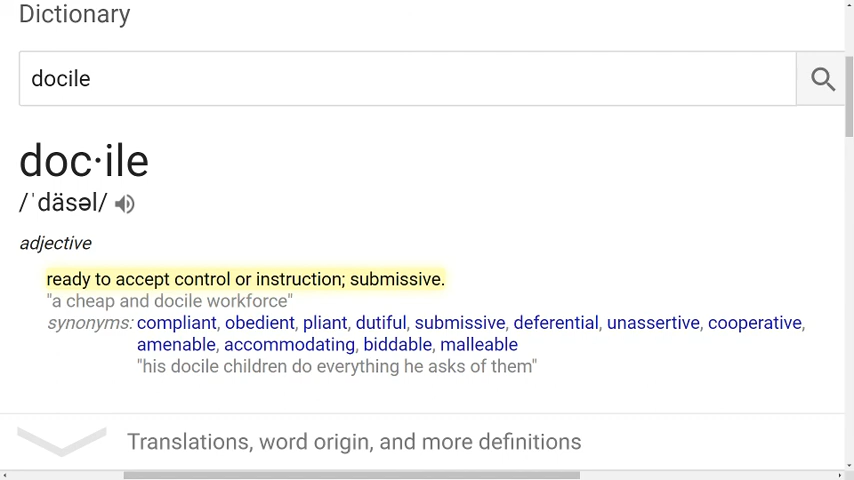 Dictionary
docile
doc·ile
/ˈdäsəl/
adjective
ready to accept control or instruction; submissive.
"a cheap and docile workforce"
synonyms: compliant, obedient, pliant, dutiful, submissive, deferential, unassertive, cooperative,
amenable, accommodating, biddable, malleable
"his docile children do everything he asks of them"
Translations, word origin, and more definitions